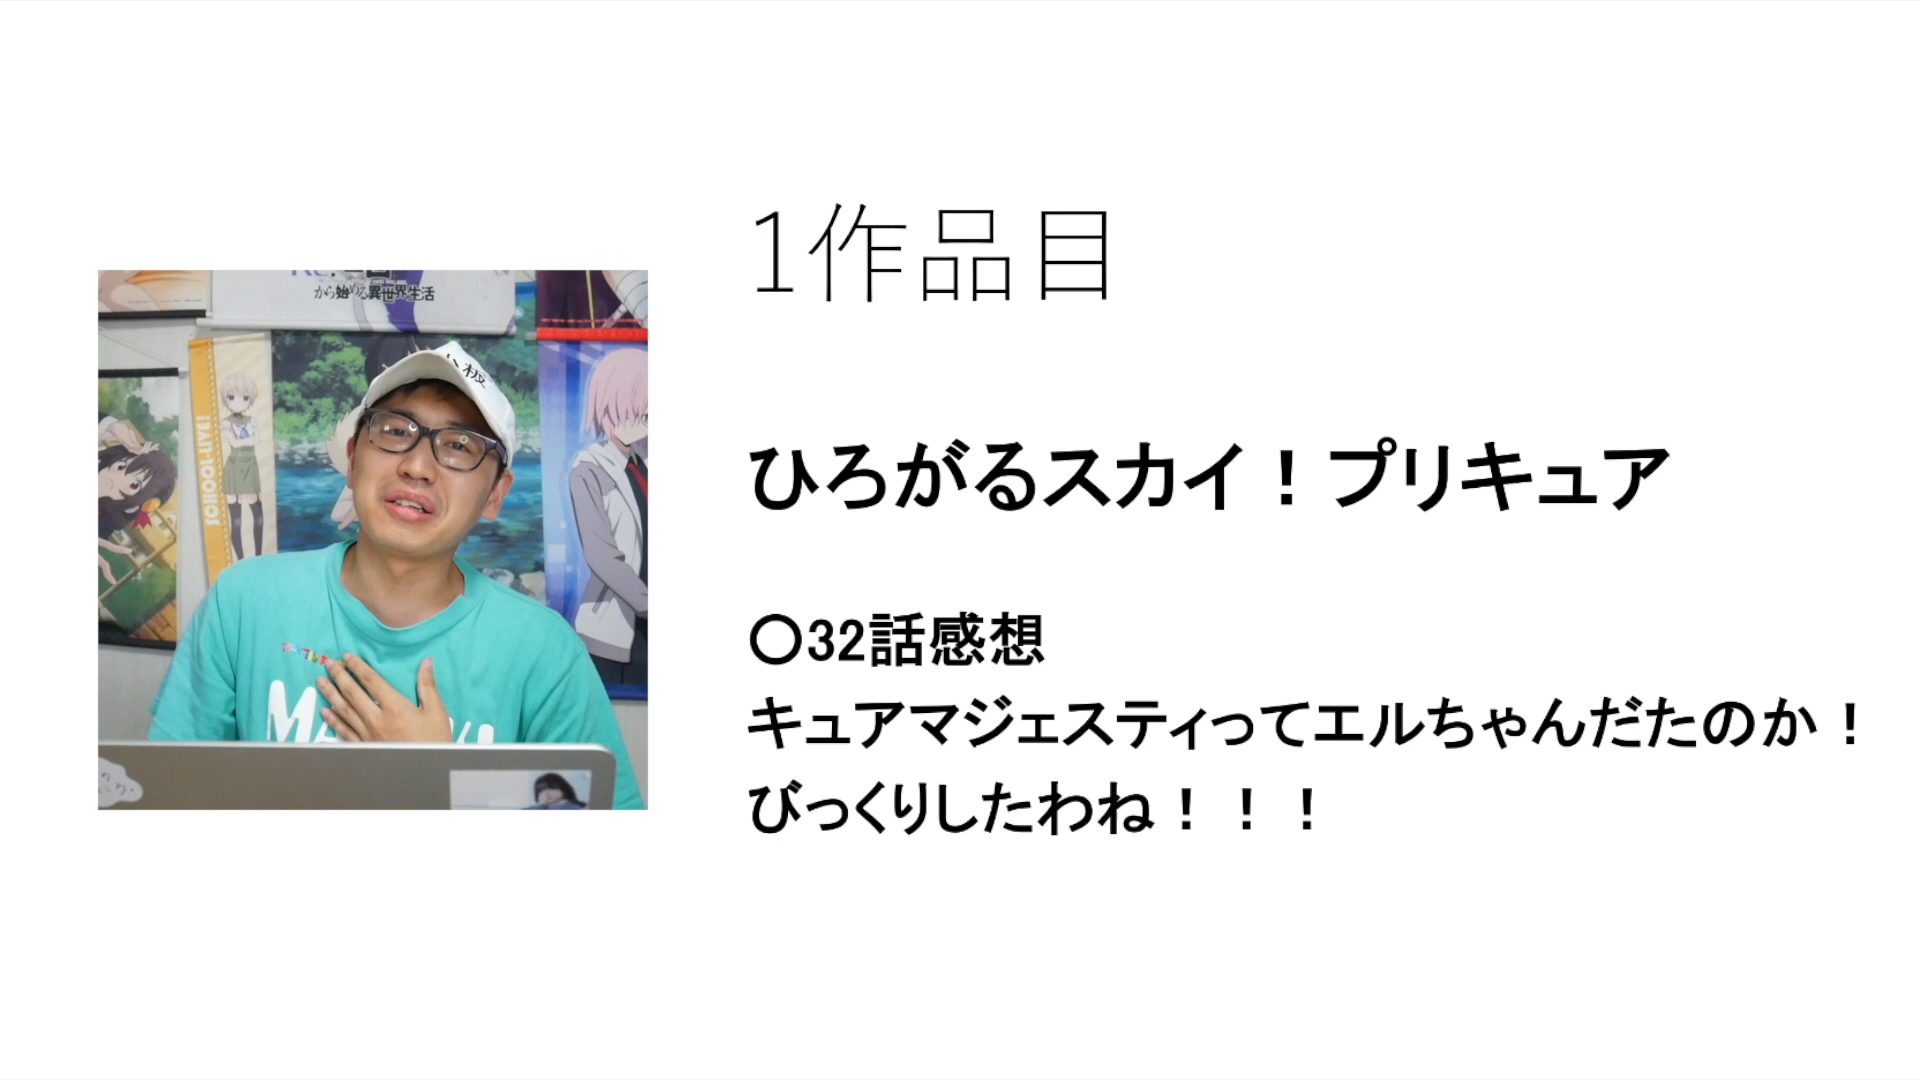 1作品目
ひろがるスカイ！プリキュア
〇32話感想
キュアマジェスティってエルちゃんだたのか！
びっくりしたわね！！！
から始める異世界生活
SCHOOL-LIVE!